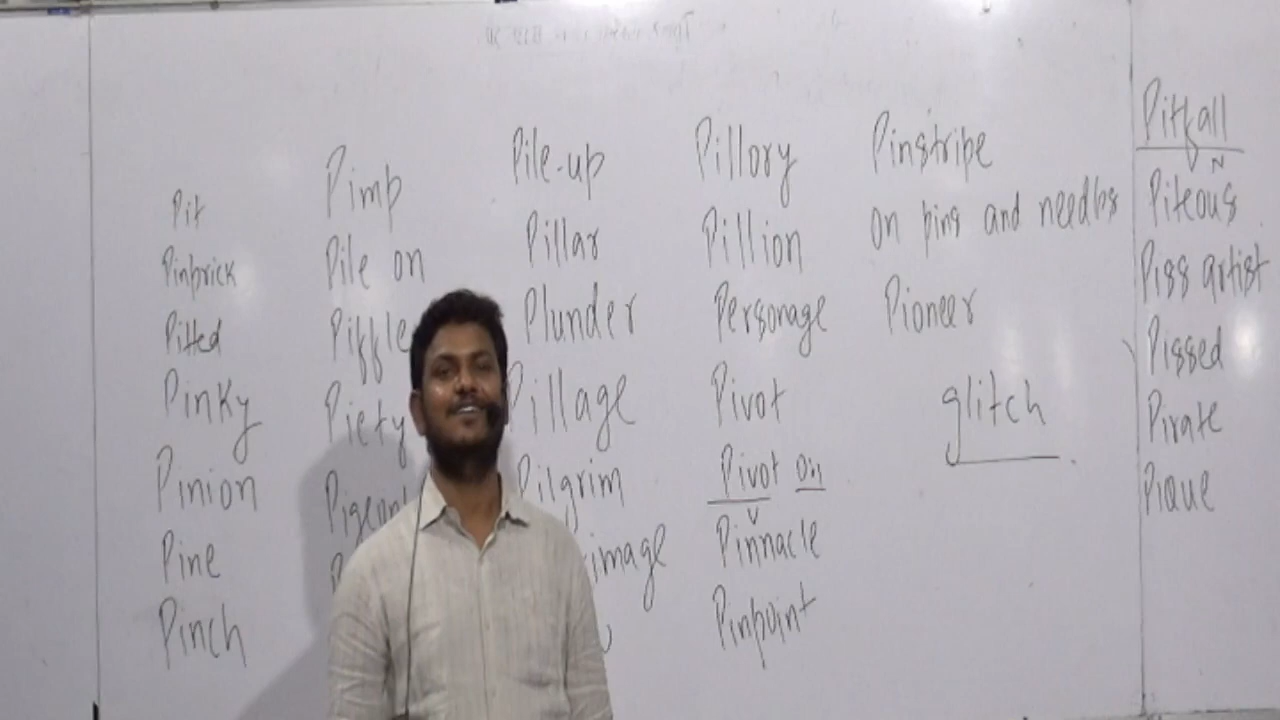 Pit
Pinprick
Pitted
Pinky
Pinion
Pine
Pinch
Pimp
Pile on
Piffle
Piety
Pile-up
Pillar
Plunder
Pillage
Pilgrim
Pillory
Pillion
Personage
Pivot
Pivot on
V
Pinnacle
Pinpoint
Pinstripe
on pins and needles
Pioneer
glitch
Pitfall
N
Piteous
Piss artist
Pissed
Pirate
Pique